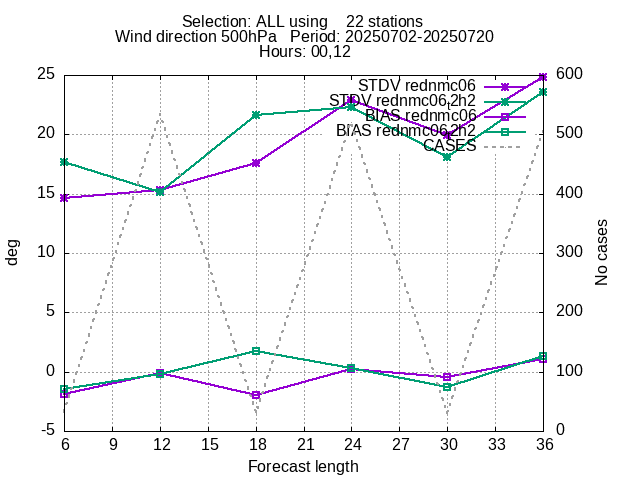 Selection: ALL using    22 stations
Wind direction 500hPa   Period: 20250702-20250720
Hours: 00,12
STDV rednmc06
STDV rednmc06t2h2
BIAS rednmc06
BIAS rednmc06t2h2
CASES
25
20
15
10
5
0
-5
600
500
400
300
200
100
0
deg
No cases
6 9 12 15 18 21 24 27 30 33 36
Forecast length